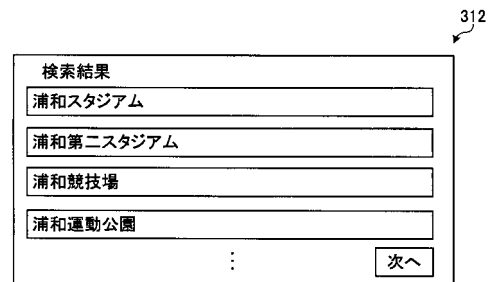 312
検索結果
浦和スタジアム
浦和第二スタジアム
浦和競技場
浦和運動公園
⋮
次へ